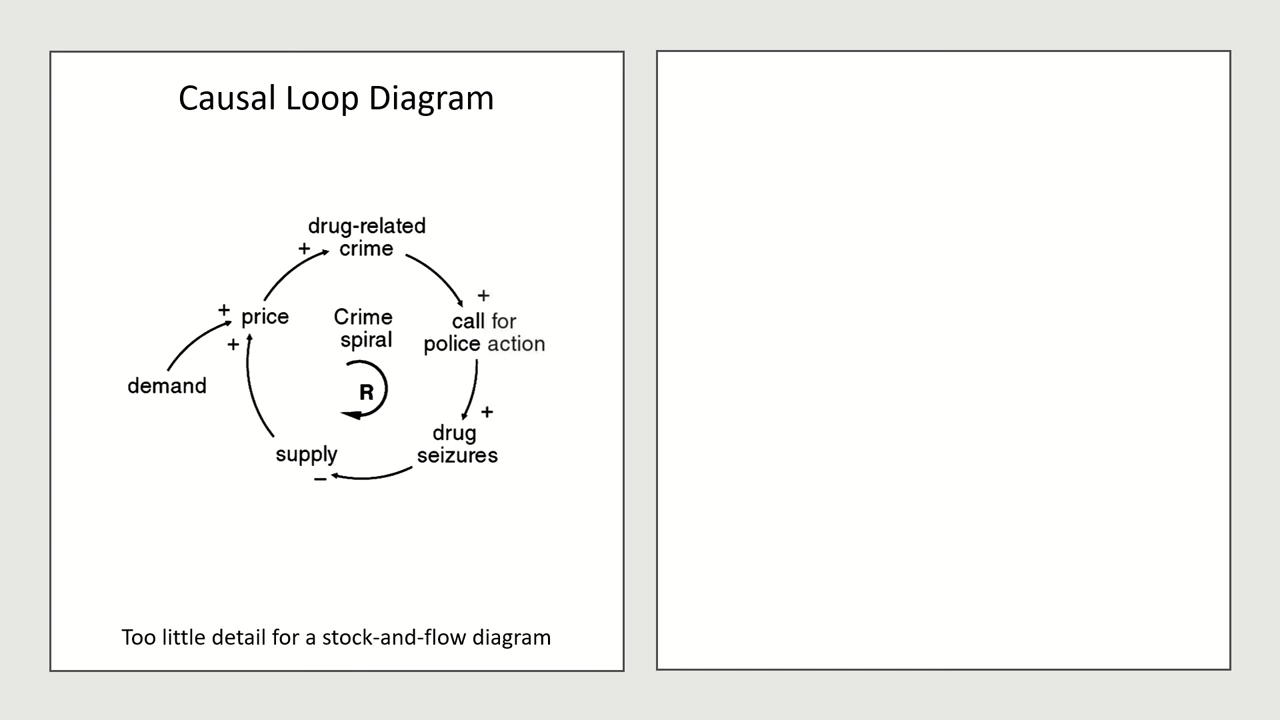 Causal Loop Diagram
drug-related
+ crime
+
+ price
Crime
spiral
call for
police action
+
demand
R
+
drug
seizures
supply
–
Too little detail for a stock-and-flow diagram